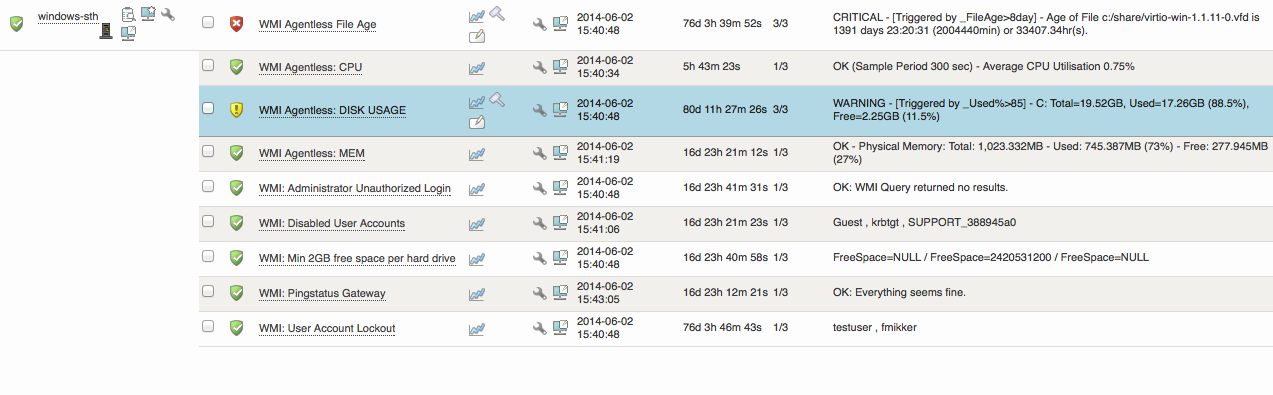 windows-sth
WMI Agentless File Age
2014-06-02
15:40:48
76d 3h 39m 52s 3/3
CRITICAL - [Triggered by _FileAge>8day] - Age of File c:/share/virtio-win-1.1.11-0.vfd is
1391 days 23:20:31 (2004440min) or 33407.34hr(s).
WMI Agentless: CPU
2014-06-02
15:40:34
5h 43m 23s 1/3
OK (Sample Period 300 sec) - Average CPU Utilisation 0.75%
WMI Agentless: DISK USAGE
2014-06-02
15:40:48
80d 11h 27m 26s 3/3
WARNING - [Triggered by _Used%>85] - C: Total=19.52GB, Used=17.26GB (88.5%),
Free=2.25GB (11.5%)
WMI Agentless: MEM
2014-06-02
15:41:19
16d 23h 21m 12s 1/3
OK - Physical Memory: Total: 1,023.332MB - Used: 745.387MB (73%) - Free: 277.945MB
(27%)
WMI: Administrator Unauthorized Login
2014-06-02
15:40:48
16d 23h 41m 31s 1/3
OK: WMI Query returned no results.
WMI: Disabled User Accounts
2014-06-02
15:41:06
16d 23h 21m 23s 1/3
Guest , krbtgt , SUPPORT_388945a0
WMI: Min 2GB free space per hard drive
2014-06-02
15:40:48
16d 23h 40m 58s 1/3
FreeSpace=NULL / FreeSpace=2420531200 / FreeSpace=NULL
WMI: Pingstatus Gateway
2014-06-02
15:43:05
16d 23h 12m 21s 1/3
OK: Everything seems fine.
WMI: User Account Lockout
2014-06-02
15:40:48
76d 3h 46m 43s 1/3
testuser , fmikker